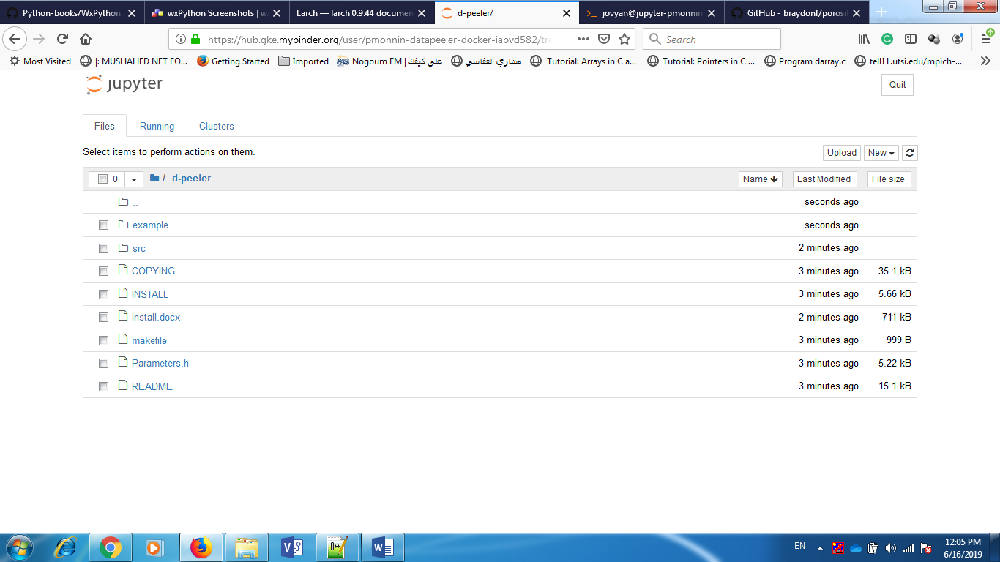 Python-books/WxPython
wxPython Screenshots | w
Larch — larch 0.9.44 documen
d-peeler/
jovyan@jupyter-pmonnin
GitHub - braydonf/porosit
https://hub.gke.mybinder.org/user/pmonnin-datapeeler-docker-iabvd582/tre
Search
Most Visited
|: MUSHAHED NET FO...
Getting Started
Imported
Nogoum FM | على كيفك
مشاري العفاسي
Tutorial: Arrays in C a...
Tutorial: Pointers in C ...
Program darray.c
tell11.utsi.edu/mpich-...
jupyter
Quit
Files Running Clusters
Select items to perform actions on them.
Upload New
0 / d-peeler Name Last Modified File size
.. seconds ago
example seconds ago
src 2 minutes ago
COPYING 3 minutes ago 35.1 kB
INSTALL 3 minutes ago 5.66 kB
install.docx 2 minutes ago 711 kB
makefile 3 minutes ago 999 B
Parameters.h 3 minutes ago 5.22 kB
README 3 minutes ago 15.1 kB
EN
12:05 PM
6/16/2019